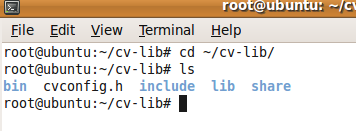 root@ubuntu: ~/cv
File Edit View Terminal Help
root@ubuntu:~/cv-lib# cd ~/cv-lib/
root@ubuntu:~/cv-lib# ls
bin cvconfig.h include lib share
root@ubuntu:~/cv-lib#